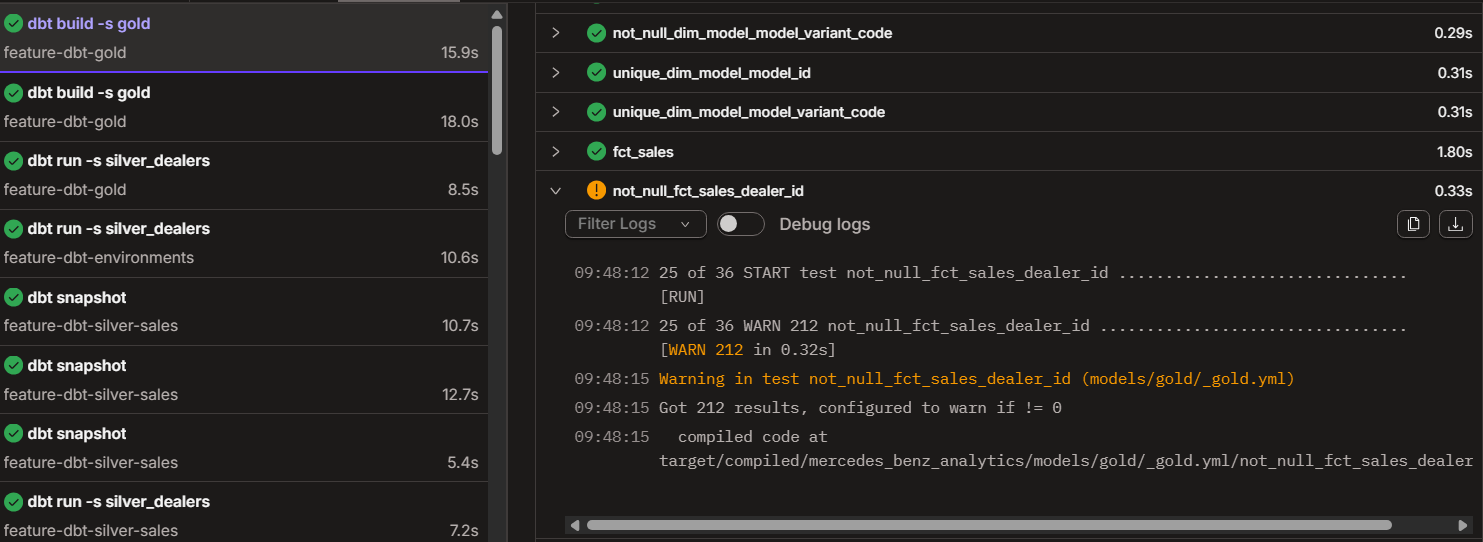 dbt build -s gold
feature-dbt-gold 15.9s
dbt build -s gold
feature-dbt-gold 18.0s
dbt run -s silver_dealers
feature-dbt-gold 8.5s
dbt run -s silver_dealers
feature-dbt-environments 10.6s
dbt snapshot
feature-dbt-silver-sales 10.7s
dbt snapshot
feature-dbt-silver-sales 12.7s
dbt snapshot
feature-dbt-silver-sales 5.4s
dbt run -s silver_dealers
feature-dbt-silver-sales 7.2s
not_null_dim_model_model_variant_code 0.29s
unique_dim_model_model_id 0.31s
unique_dim_model_model_variant_code 0.31s
fct_sales 1.80s
not_null_fct_sales_dealer_id 0.33s
Filter Logs Debug logs
09:48:12 25 of 36 START test not_null_fct_sales_dealer_id ...............................
[RUN]
09:48:12 25 of 36 WARN 212 not_null_fct_sales_dealer_id .................................
[WARN 212 in 0.32s]
09:48:15 Warning in test not_null_fct_sales_dealer_id (models/gold/_gold.yml)
09:48:15 Got 212 results, configured to warn if != 0
09:48:15 compiled code at
target/compiled/mercedes_benz_analytics/models/gold/_gold.yml/not_null_fct_sales_dealer